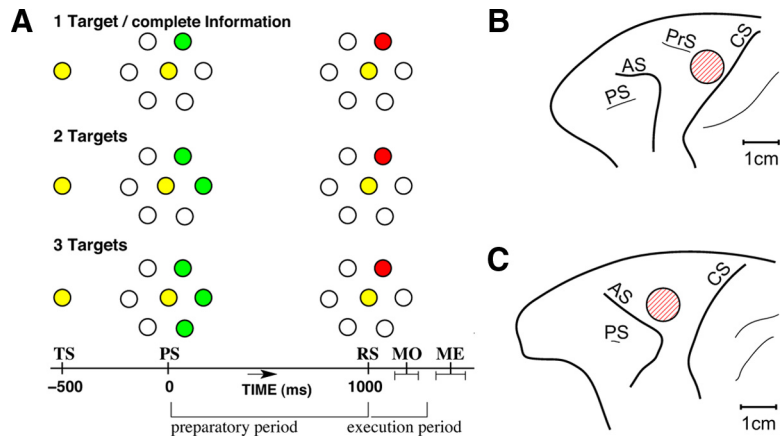 A
1 Target / complete Information
2 Targets
3 Targets
TS PS RS MO ME
−500 0 TIME (ms) 1000
preparatory period execution period
B
PrS CS
AS
PS
1cm
C
AS CS
PS
1cm